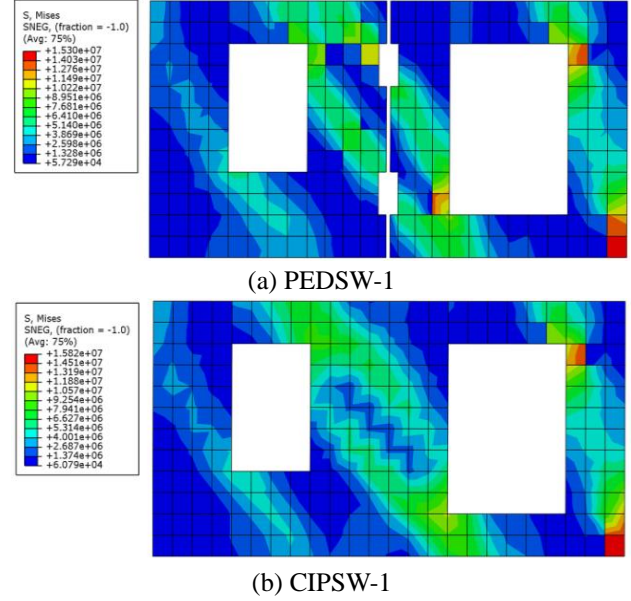 S, Mises
SNEG, (fraction = -1.0)
(Avg: 75%)
+1.530e+07
+1.403e+07
+1.276e+07
+1.149e+07
+1.022e+07
+8.951e+06
+7.681e+06
+6.410e+06
+5.140e+06
+3.869e+06
+2.598e+06
+1.328e+06
+5.729e+04
(a) PEDSW-1
S, Mises
SNEG, (fraction = -1.0)
(Avg: 75%)
+1.582e+07
+1.451e+07
+1.319e+07
+1.188e+07
+1.057e+07
+9.254e+06
+7.941e+06
+6.627e+06
+5.314e+06
+4.001e+06
+2.687e+06
+1.374e+06
+6.079e+04
(b) CIPSW-1